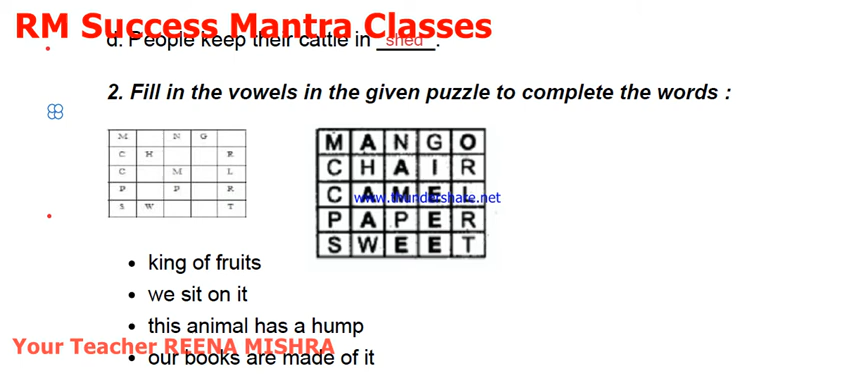 RM Success Mantra Classes
d. People keep their cattle in shed.
2. Fill in the vowels in the given puzzle to complete the words :
M N G
C H R
C M L
P P R
S W T
M A N G O
C H A I R
C A M E L
www.thundershare.net
P A P E R
S W E E T
• king of fruits
• we sit on it
• this animal has a hump
Your Teacher REENA MISHRA
• our books are made of it